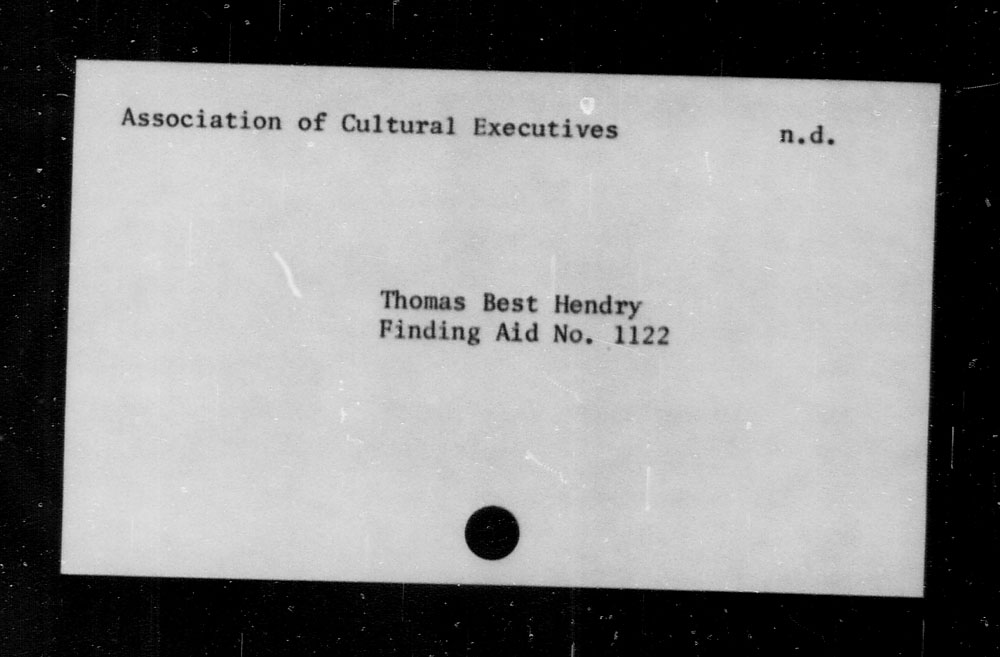 Association of Cultural Executives n.d.
Thomas Best Hendry
Finding Aid No. 1122